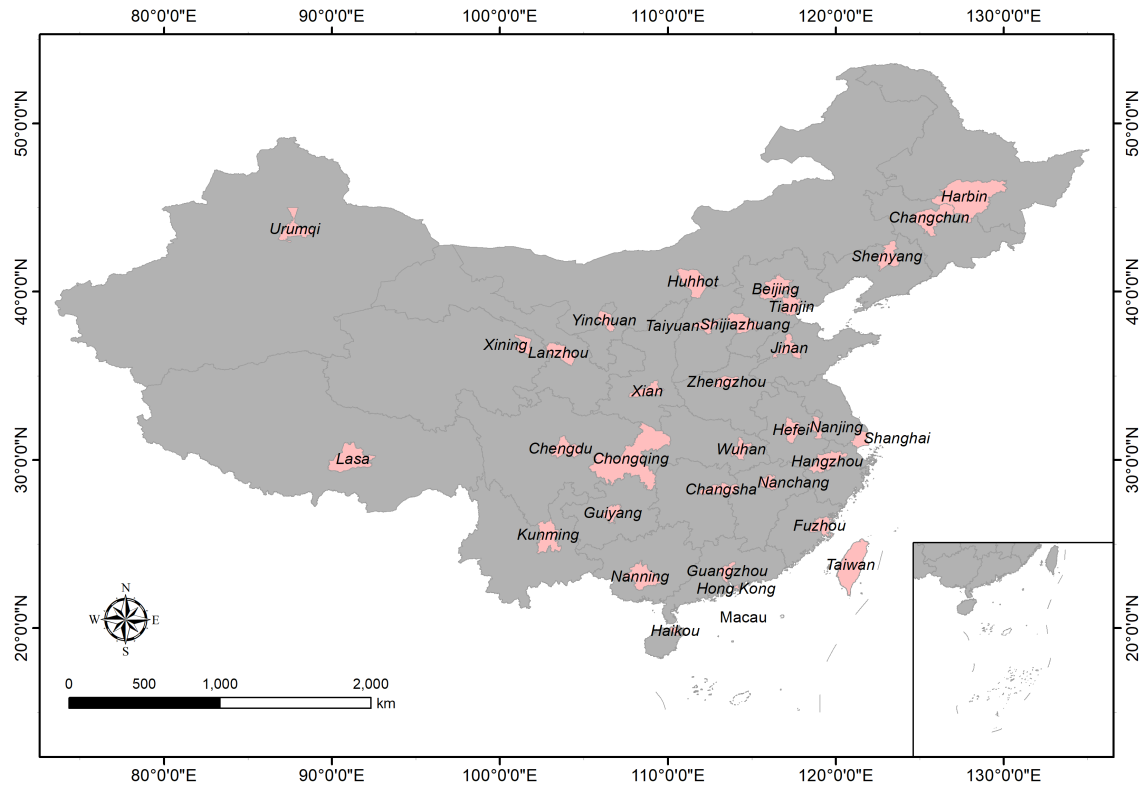 80°0'0"E 90°0'0"E 100°0'0"E 110°0'0"E 120°0'0"E 130°0'0"E
50°0'0"N 50°0'0"N
Harbin
Changchun
Urumqi
Shenyang
Huhhot
Beijing
40°0'0"N 40°0'0"N
Tianjin
Yinchuan
Taiyuan Shijiazhuang
Xining Lanzhou
Jinan
Zhengzhou
Xian
Hefei Nanjing
Shanghai
Chengdu
Wuhan
Lasa
Chongqing
Hangzhou
30°0'0"N 30°0'0"N
Changsha
Nanchang
Guiyang
Fuzhou
Kunming
Taiwan
Nanning
Guangzhou
Hong Kong
N
W E
S
Macau
20°0'0"N 20°0'0"N
Haikou
0 500 1,000 2,000
km
80°0'0"E 90°0'0"E 100°0'0"E 110°0'0"E 120°0'0"E 130°0'0"E